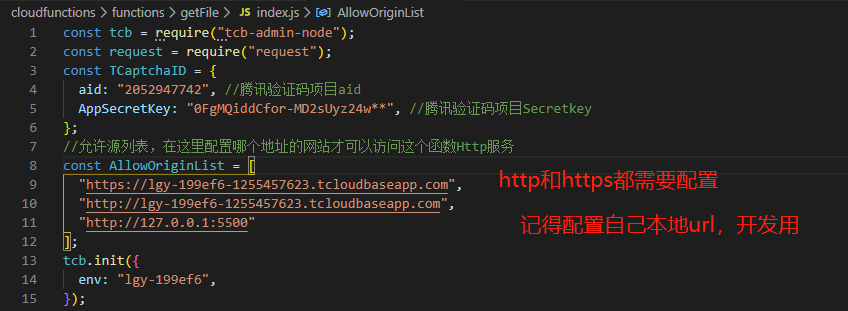 cloudfunctions > functions > getFile > JS index.js > AllowOriginList
1 const tcb = require("tcb-admin-node");
2 const request = require("request");
3 const TCaptchaID = {
4 aid: "2052947742", //腾讯验证码项目aid
5 AppSecretKey: "0FgMQiddCfor-MD2sUyz24w**", //腾讯验证码项目Secretkey
6 };
7 //允许源列表，在这里配置哪个地址的网站才可以访问这个函数Http服务
8 const AllowOriginList = [
9 "https://lgy-199ef6-1255457623.tcloudbaseapp.com", http和https都需要配置
10 "http://lgy-199ef6-1255457623.tcloudbaseapp.com",
11 "http://127.0.0.1:5500" 记得配置自己本地url，开发用
12 ];
13 tcb.init({
14 env: "lgy-199ef6",
15 });